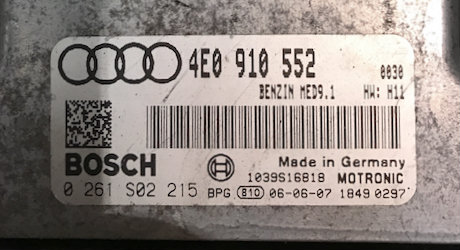 4E0 910 552 0030
BENZIN MED9.1 HW: H11
BOSCH
Made in Germany
1039S16818 MOTRONIC
0 261 S02 215 BPG 810 06-06-07 1849 0297